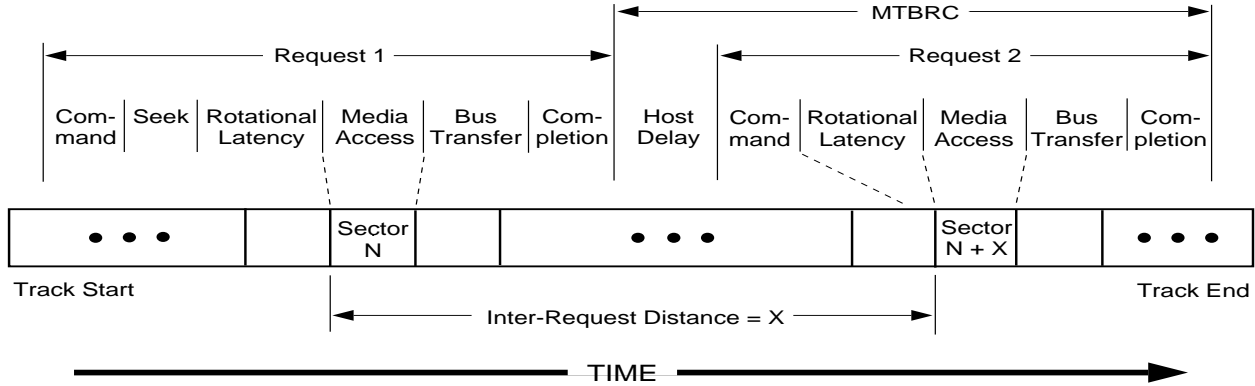 MTBRC
Request 1
Request 2
Com-
mand
Seek
Rotational
Latency
Media
Access
Bus
Transfer
Com-
pletion
Host
Delay
Com-
mand
Rotational
Latency
Media
Access
Bus
Transfer
Com-
pletion
Sector
N
Sector
N + X
Track Start
Track End
Inter-Request Distance = X
TIME